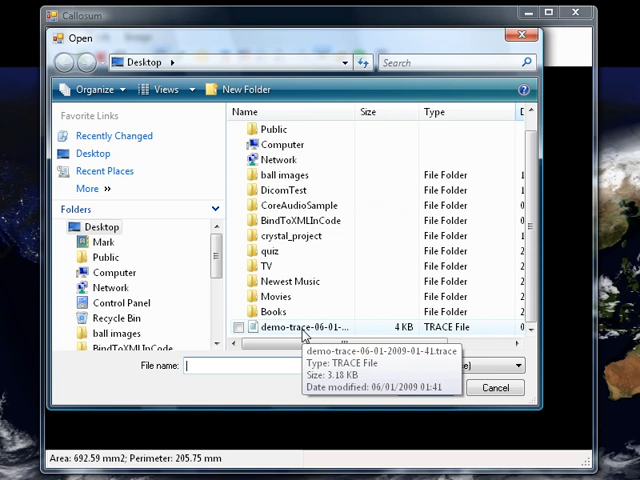 Callosum
Open
Desktop
Search
Organize Views New Folder
Favorite Links
Recently Changed
Desktop
Recent Places
More »
Folders
Desktop
Mark
Public
Computer
Network
Control Panel
Recycle Bin
ball images
BindToXMLInCode
Name Size Type
Public
Computer
Network
ball images File Folder
DicomTest File Folder
CoreAudioSample File Folder
BindToXMLInCode File Folder
crystal_project File Folder
quiz File Folder
TV File Folder
Newest Music File Folder
Movies File Folder
Books File Folder
demo-trace-06-01-... 4 KB TRACE File
demo-trace-06-01-2009-01-41.trace
Type: TRACE File
Size: 3.18 KB
Date modified: 06/01/2009 01:41
File name:
Cancel
Area: 692.59 mm2; Perimeter: 205.75 mm